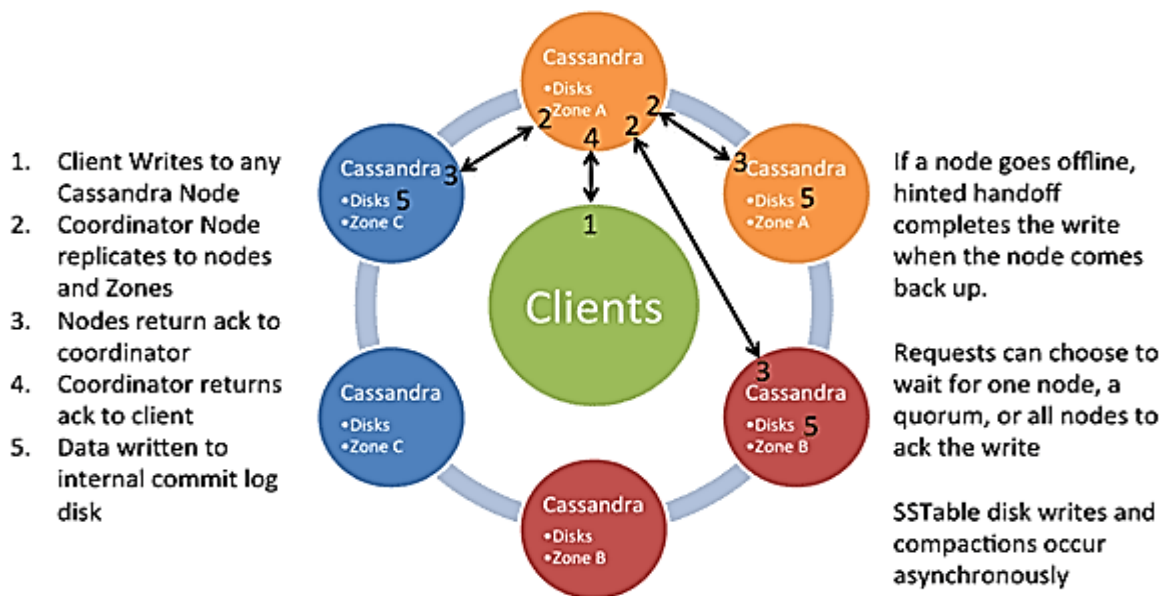 1. Client Writes to any
Cassandra Node
2. Coordinator Node
replicates to nodes
and Zones
3. Nodes return ack to
coordinator
4. Coordinator returns
ack to client
5. Data written to
internal commit log
disk
Cassandra
•Disks
•Zone A
2
4
2
2
Cassandra
3
•Disks 5
•Zone C
3
Cassandra
•Disks 5
•Zone A
1
Clients
Cassandra
•Disks
•Zone C
3
Cassandra
•Disks 5
•Zone B
Cassandra
•Disks
•Zone B
If a node goes offline,
hinted handoff
completes the write
when the node comes
back up.
Requests can choose to
wait for one node, a
quorum, or all nodes to
ack the write
SSTable disk writes and
compactions occur
asynchronously